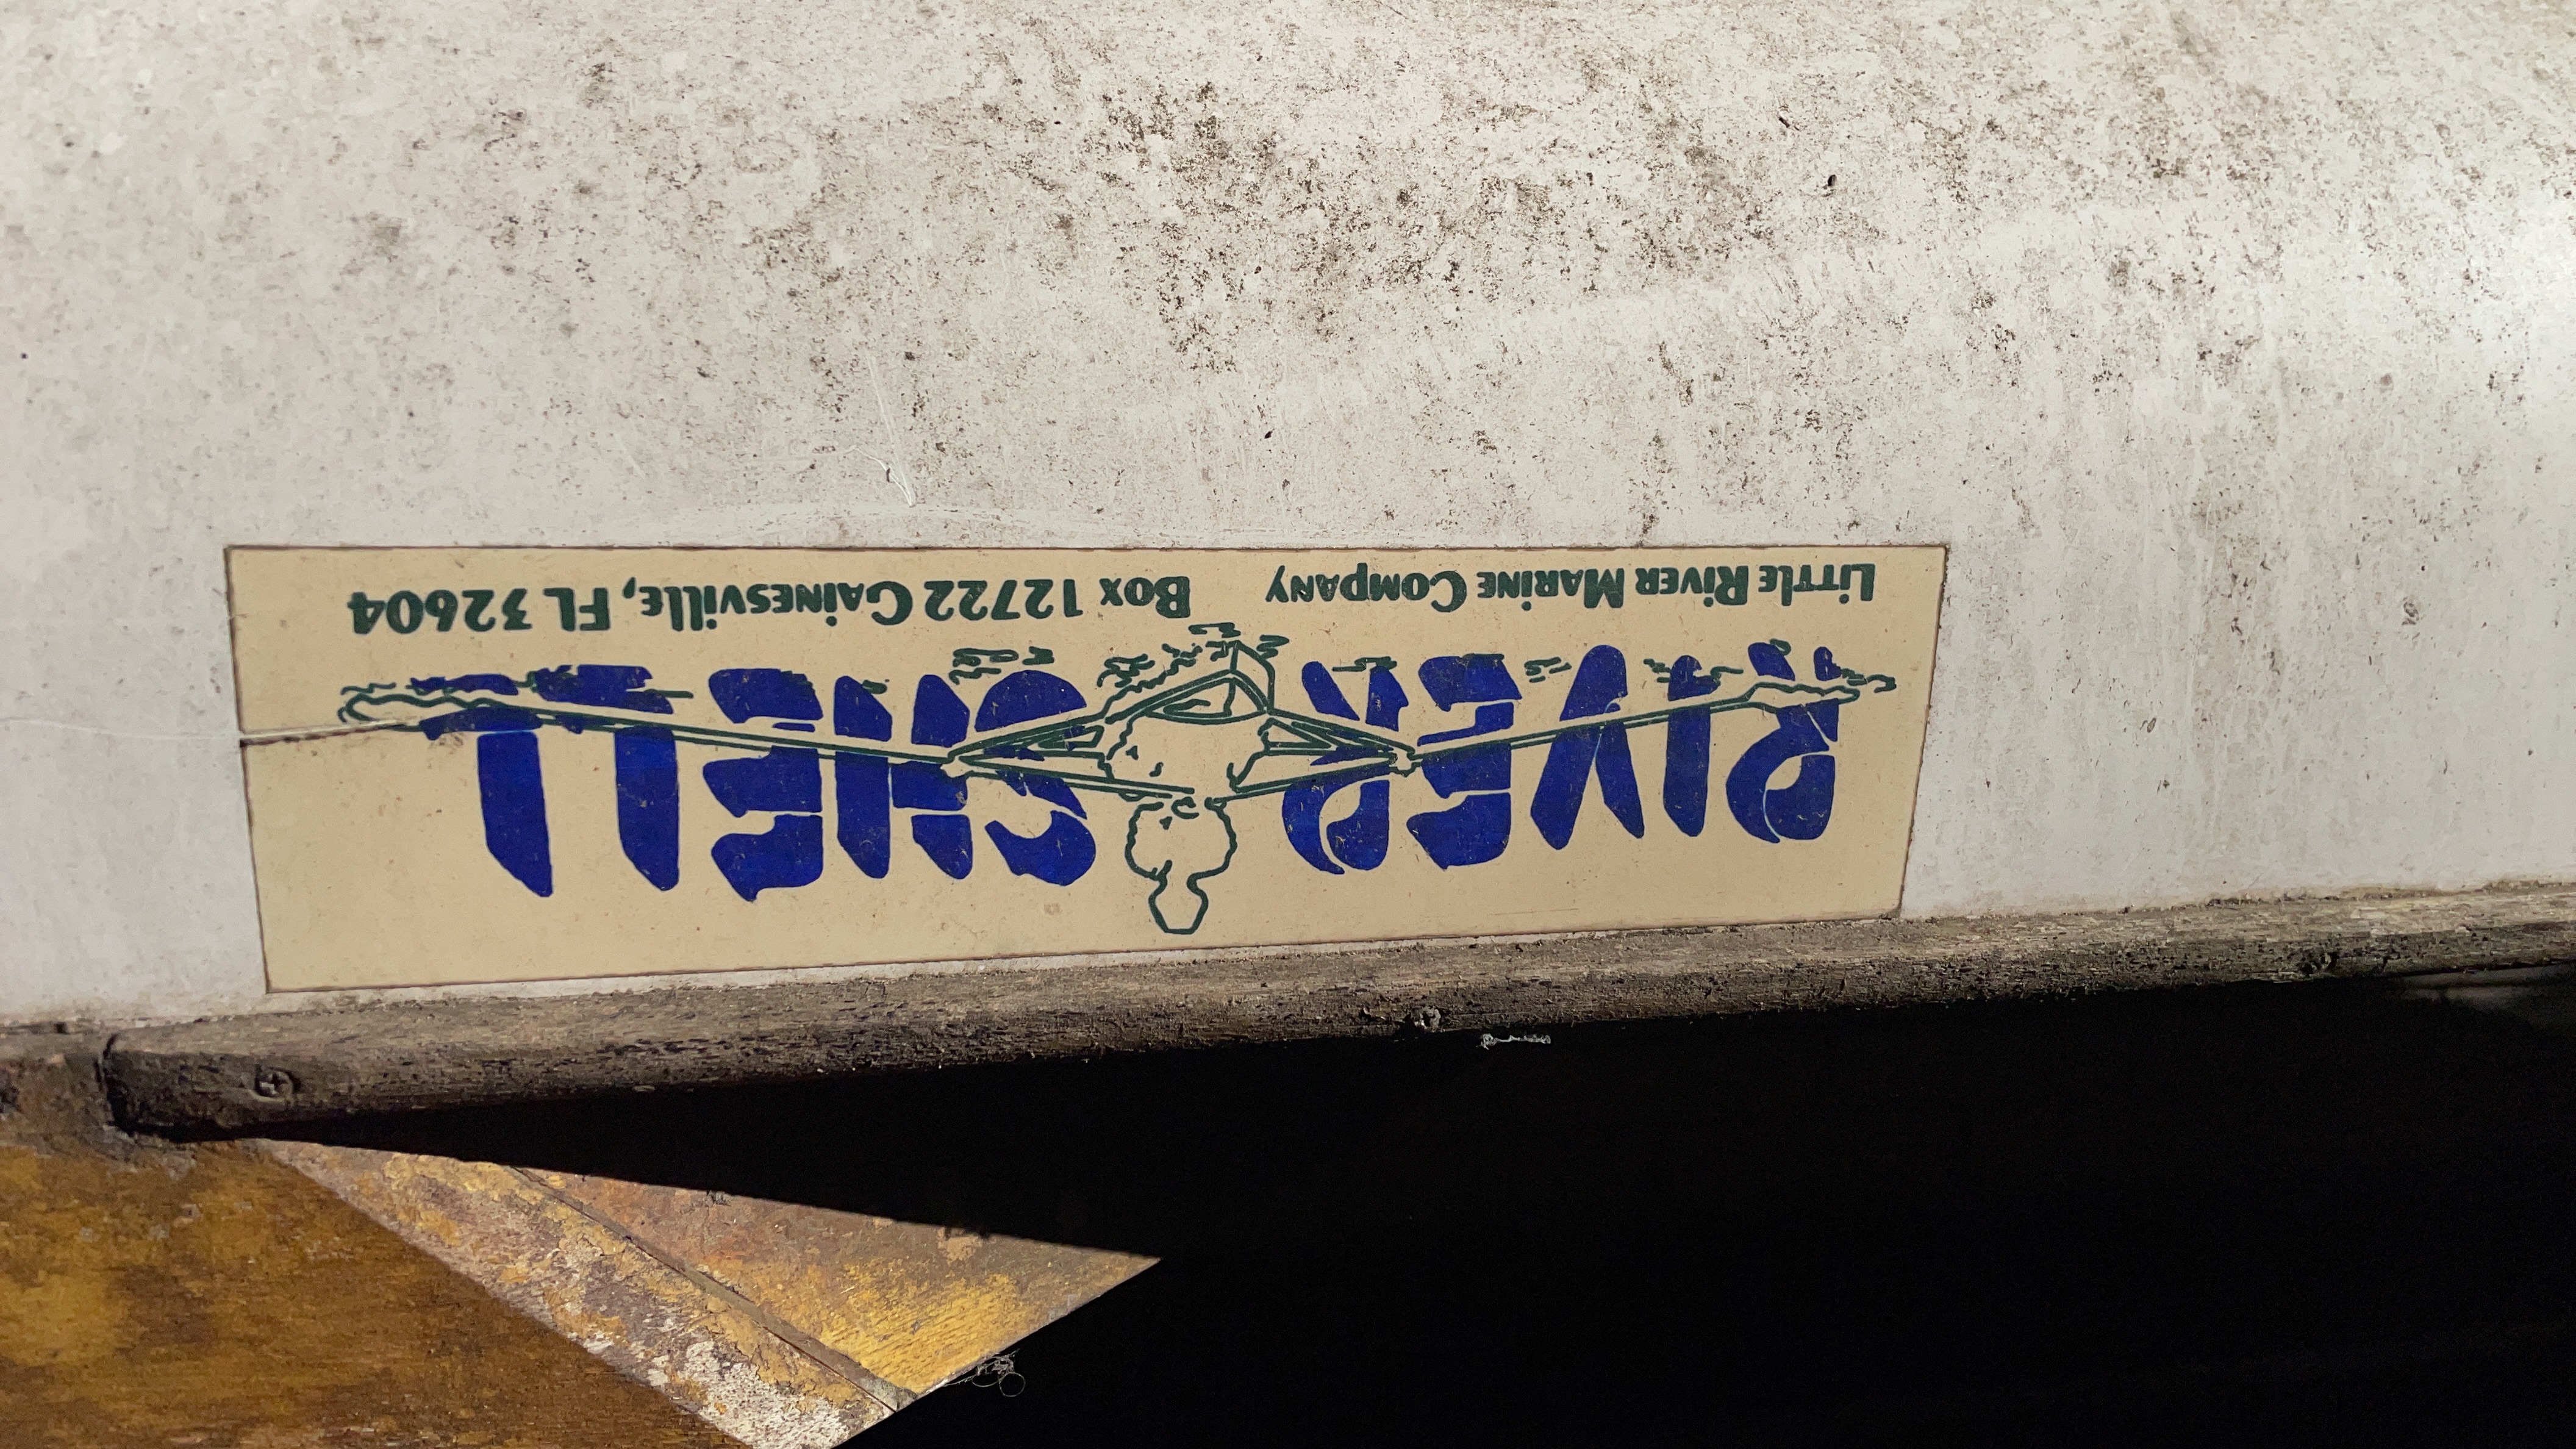 RIVER SHELL
Little River Marine Company Box 12722 Gainesville, FL 32604